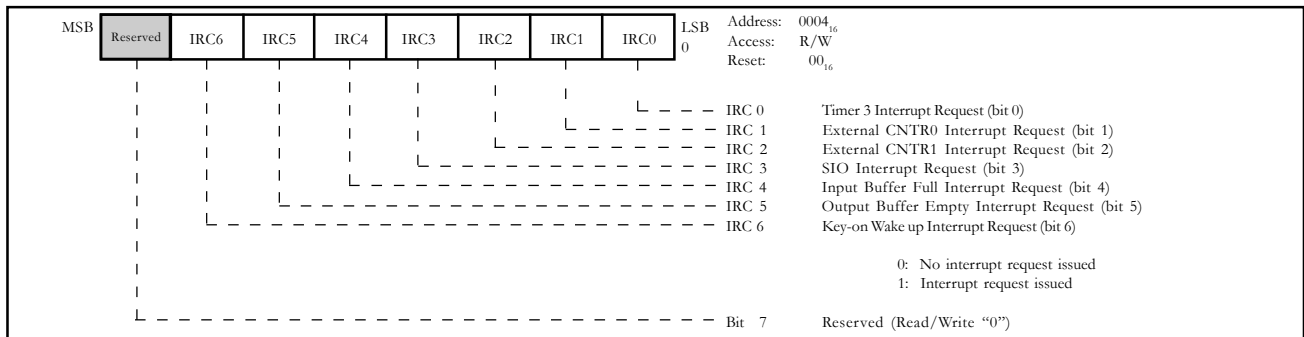 MSB Reserved IRC6 IRC5 IRC4 IRC3 IRC2 IRC1 IRC0 LSB
0
Address: 0004₁₆
Access: R/W
Reset: 00₁₆
IRC 0 Timer 3 Interrupt Request (bit 0)
IRC 1 External CNTR0 Interrupt Request (bit 1)
IRC 2 External CNTR1 Interrupt Request (bit 2)
IRC 3 SIO Interrupt Request (bit 3)
IRC 4 Input Buffer Full Interrupt Request (bit 4)
IRC 5 Output Buffer Empty Interrupt Request (bit 5)
IRC 6 Key-on Wake up Interrupt Request (bit 6)
0: No interrupt request issued
1: Interrupt request issued
Bit 7 Reserved (Read/Write “0”)